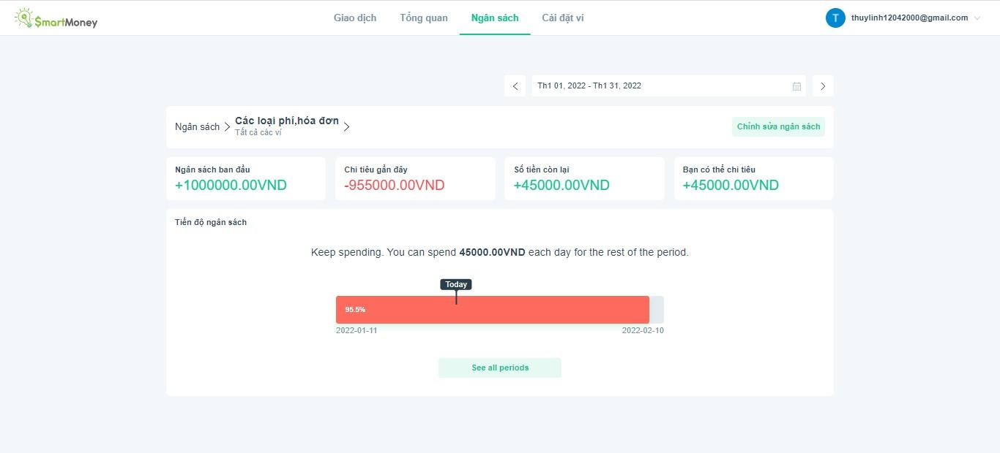 $martMoney
Giao dịch
Tổng quan
Ngân sách
Cài đặt ví
T
thuylinh12042000@gmail.com
Th1 01, 2022 - Th1 31, 2022
Ngân sách
Các loại phí,hóa đơn
Tất cả các ví
Chỉnh sửa ngân sách
Ngân sách ban đầu
+1000000.00VND
Chi tiêu gần đây
-955000.00VND
Số tiền còn lại
+45000.00VND
Bạn có thể chi tiêu
+45000.00VND
Tiến độ ngân sách
Keep spending. You can spend 45000.00VND each day for the rest of the period.
Today
95.5%
2022-01-11
2022-02-10
See all periods